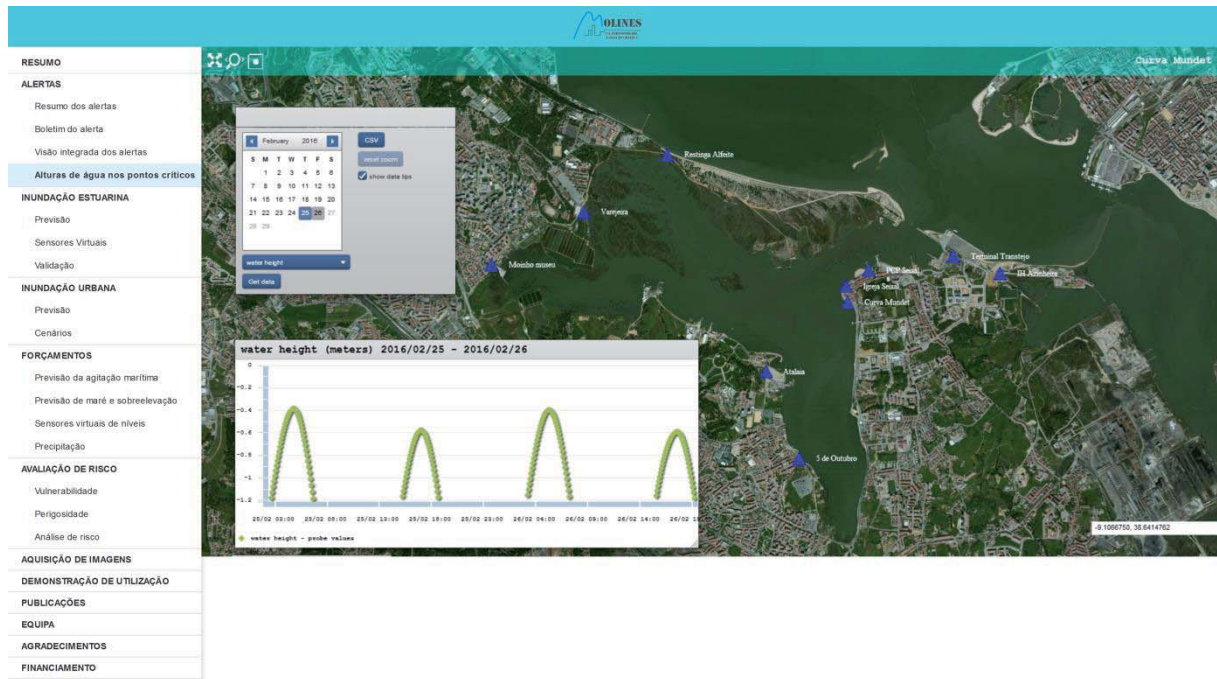 MOLINES
Curva Mundet
RESUMO
ALERTAS
Resumo dos alertas
Boletim do alerta
Visão integrada dos alertas
Alturas de água nos pontos críticos
INUNDAÇÃO ESTUARINA
Previsão
Sensores Virtuais
Validação
INUNDAÇÃO URBANA
Previsão
Cenários
FORÇAMENTOS
Previsão da agitação marítima
Previsão de maré e sobreelevação
Sensores virtuais de níveis
Precipitação
AVALIAÇÃO DE RISCO
Vulnerabilidade
Perigosidade
Análise de risco
AQUISIÇÃO DE IMAGENS
DEMONSTRAÇÃO DE UTILIZAÇÃO
PUBLICAÇÕES
EQUIPA
AGRADECIMENTOS
FINANCIAMENTO
February 2016
S M T W T F S
1 2 3 4 5 6
7 8 9 10 11 12 13
14 15 16 17 18 19 20
21 22 23 24 25 26 27
28 29
CSV
reset zoom
show data tips
water height
Get data
Restinga Alfeite
Varejeira
Moinho museu
Terminal Transtejo
PCP Seixal
IH Arrinheira
Igreja Seixal
Curva Mundet
Atalaia
5 de Outubro
water height (meters) 2016/02/25 - 2016/02/26
0
-0.2
-0.4
-0.6
-0.8
-1
-1.2
25/02 03:00 25/02 08:00 25/02 13:00 25/02 18:00 25/02 23:00 26/02 04:00 26/02 09:00 26/02 14:00 26/02
water height - probe values
-9.1066750, 38.6414762